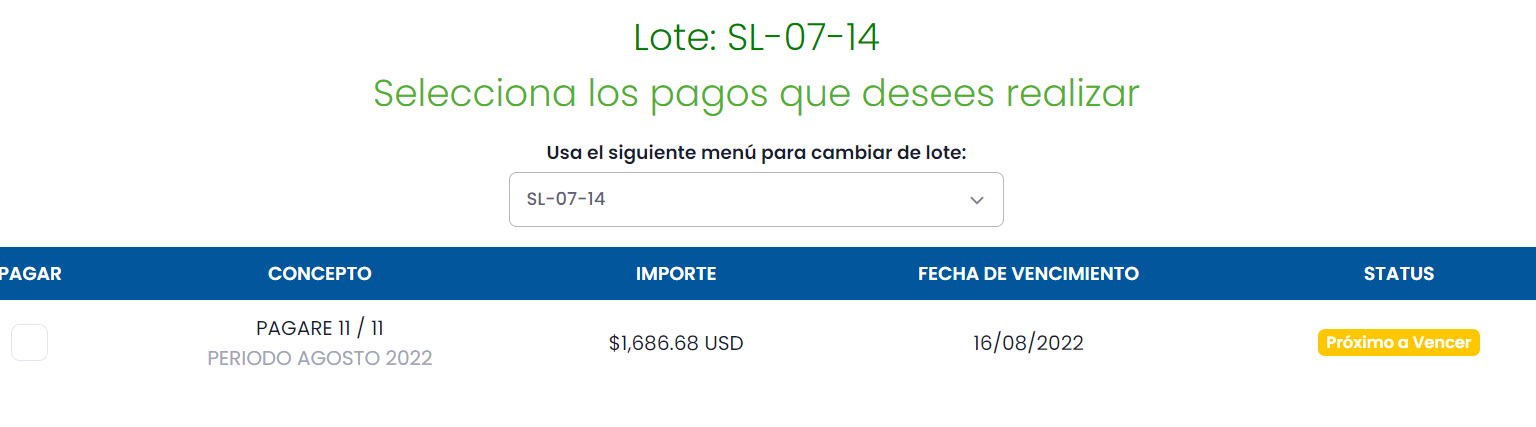 Lote: SL-07-14
Selecciona los pagos que desees realizar
Usa el siguiente menú para cambiar de lote:
SL-07-14
PAGAR CONCEPTO IMPORTE FECHA DE VENCIMIENTO STATUS
PAGARE 11 / 11 $1,686.68 USD 16/08/2022 Próximo a Vencer
PERIODO AGOSTO 2022